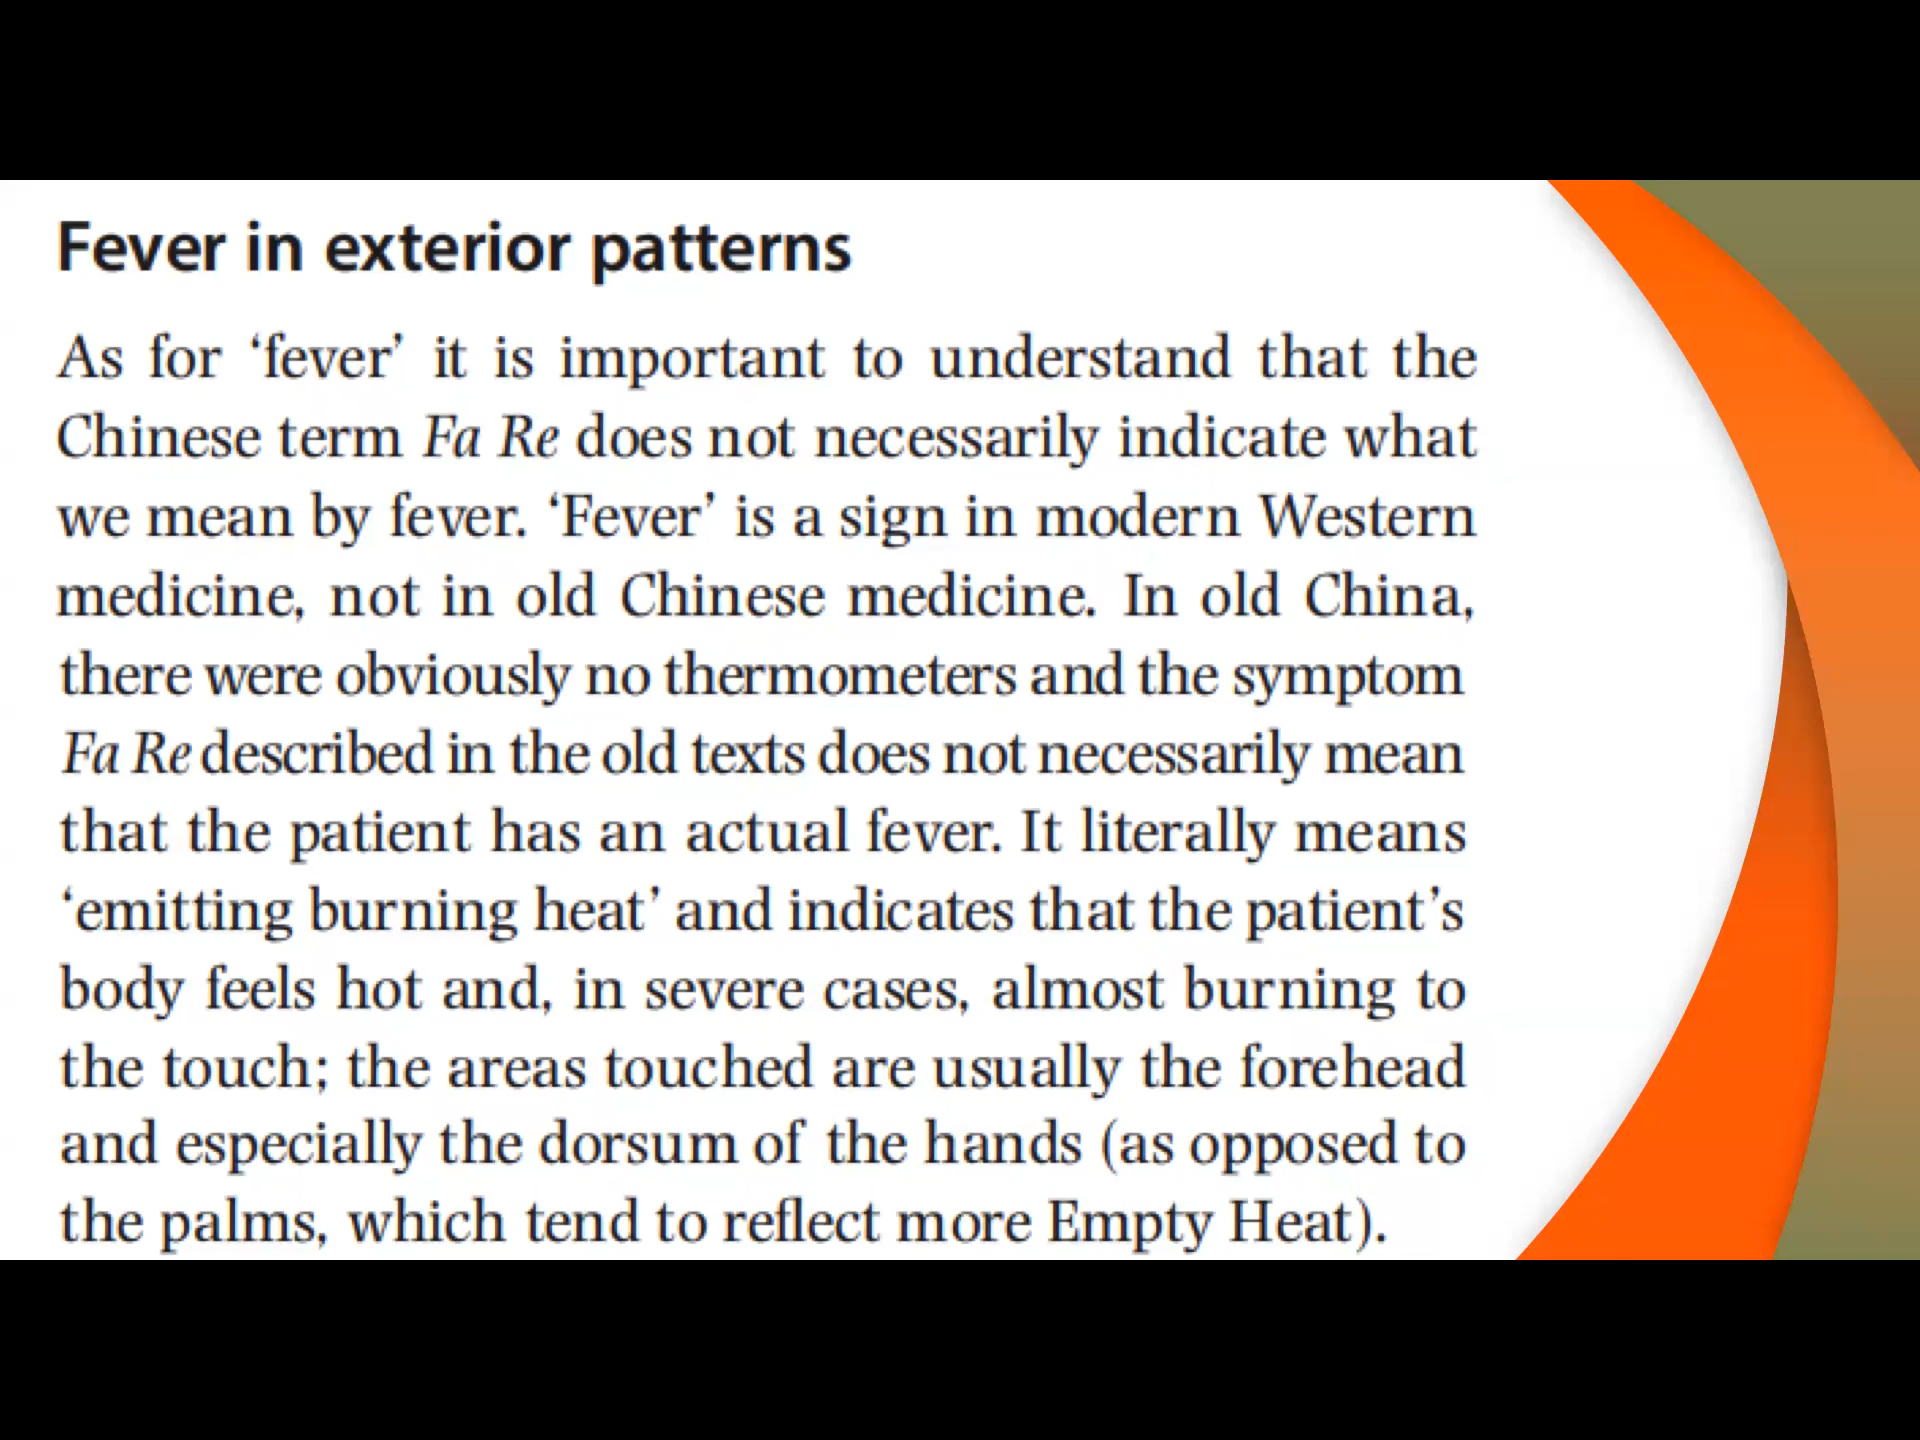 Fever in exterior patterns
As for ‘fever’ it is important to understand that the
Chinese term Fa Re does not necessarily indicate what
we mean by fever. ‘Fever’ is a sign in modern Western
medicine, not in old Chinese medicine. In old China,
there were obviously no thermometers and the symptom
Fa Re described in the old texts does not necessarily mean
that the patient has an actual fever. It literally means
‘emitting burning heat’ and indicates that the patient’s
body feels hot and, in severe cases, almost burning to
the touch; the areas touched are usually the forehead
and especially the dorsum of the hands (as opposed to
the palms, which tend to reflect more Empty Heat).